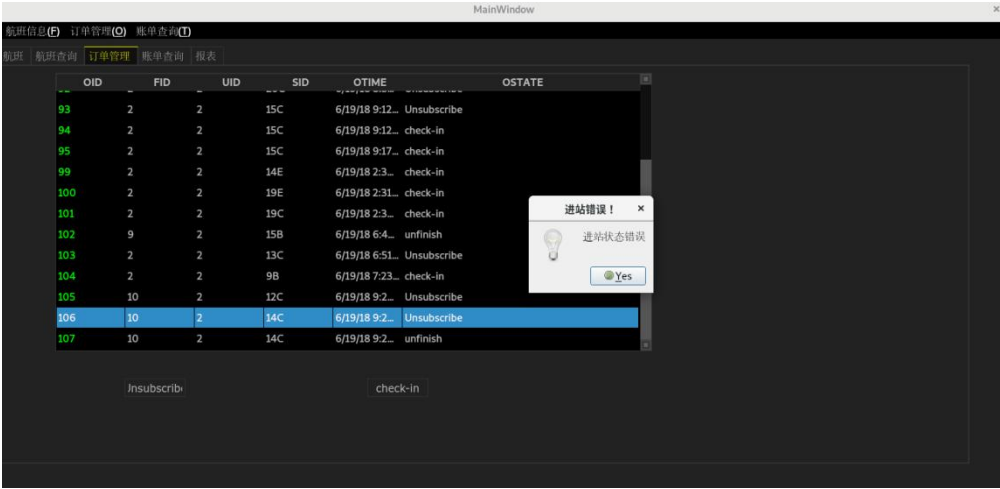 MainWindow ×
航班信息(F) 订单管理(O) 账单查询(T)
航班 航班查询 订单管理 账单查询 报表
OID FID UID SID OTIME OSTATE
93 2 2 15C 6/19/18 9:12... Unsubscribe
94 2 2 15C 6/19/18 9:12... check-in
95 2 2 15C 6/19/18 9:17... check-in
99 2 2 14E 6/19/18 2:3... check-in
100 2 2 19E 6/19/18 2:31... check-in
101 2 2 19C 6/19/18 2:3... check-in
102 9 2 15B 6/19/18 6:4... unfinish
103 2 2 13C 6/19/18 6:51... Unsubscribe
104 2 2 9B 6/19/18 7:23... check-in
105 10 2 12C 6/19/18 9:2... Unsubscribe
106 10 2 14C 6/19/18 9:2... Unsubscribe
107 10 2 14C 6/19/18 9:2... unfinish
进站错误！ ×
进站状态错误
Yes
Unsubscribe check-in